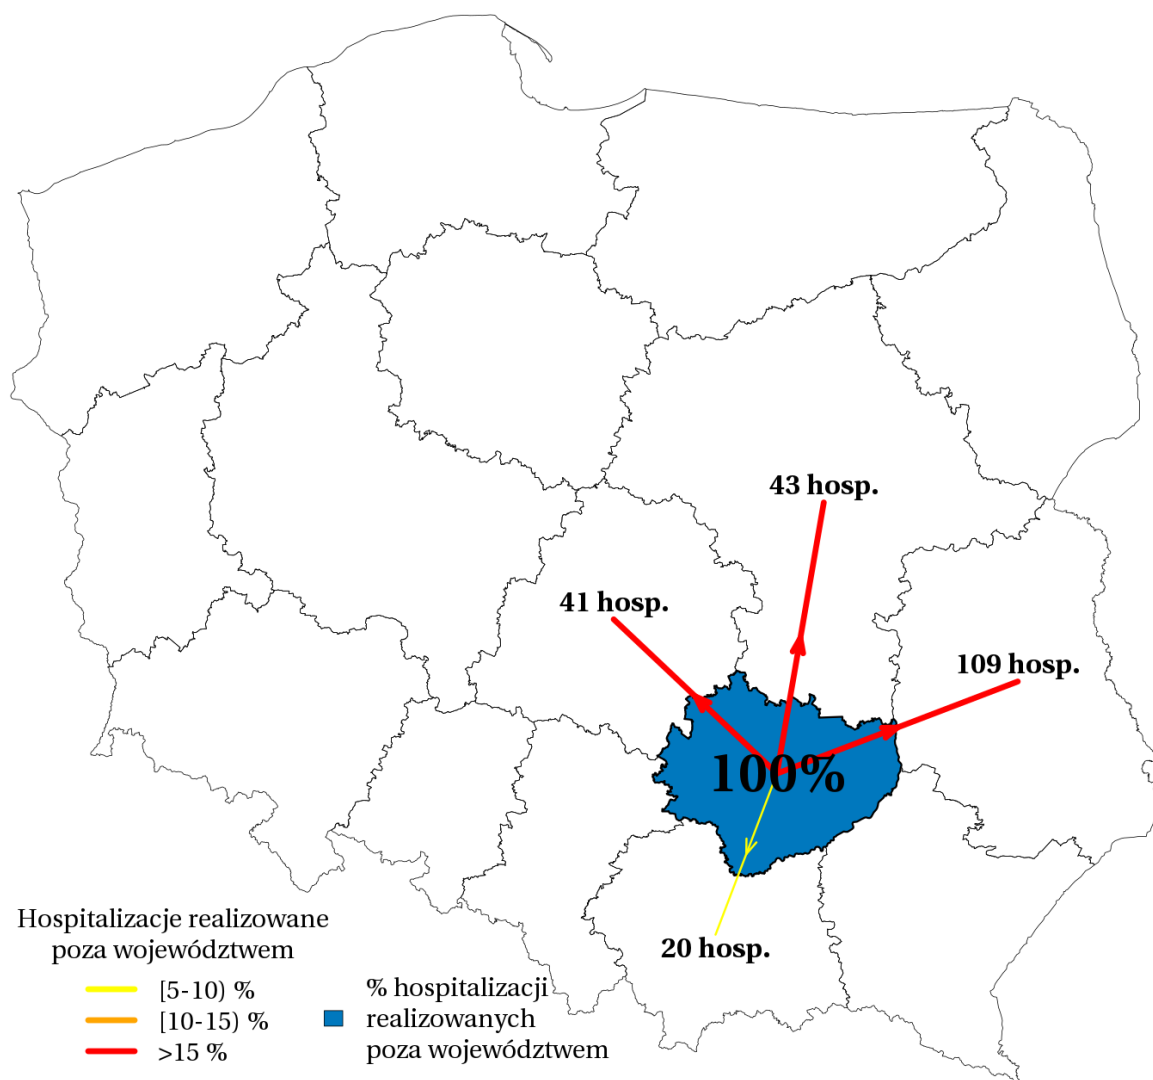 43 hosp.
41 hosp.
109 hosp.
100%
20 hosp.
Hospitalizacje realizowane
poza województwem
[5-10) %
[10-15) %
>15 %
% hospitalizacji
realizowanych
poza województwem